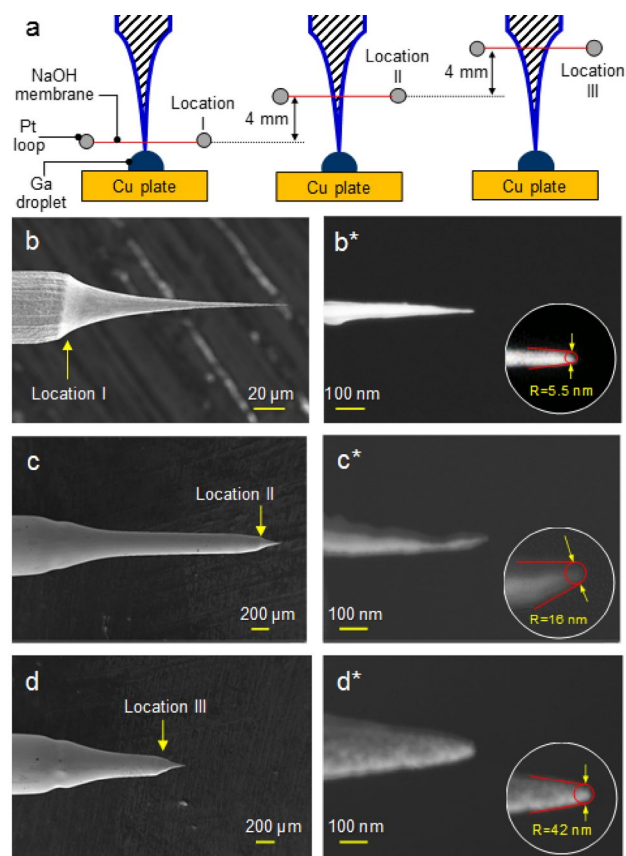 a
NaOH
membrane
Location
I
Pt
loop
Ga
droplet
Cu plate
Location
II
4 mm
Cu plate
4 mm
Location
III
Cu plate
b
Location I
20 μm
b*
100 nm
R=5.5 nm
c
Location II
200 μm
c*
100 nm
R=16 nm
d
Location III
200 μm
d*
100 nm
R=42 nm